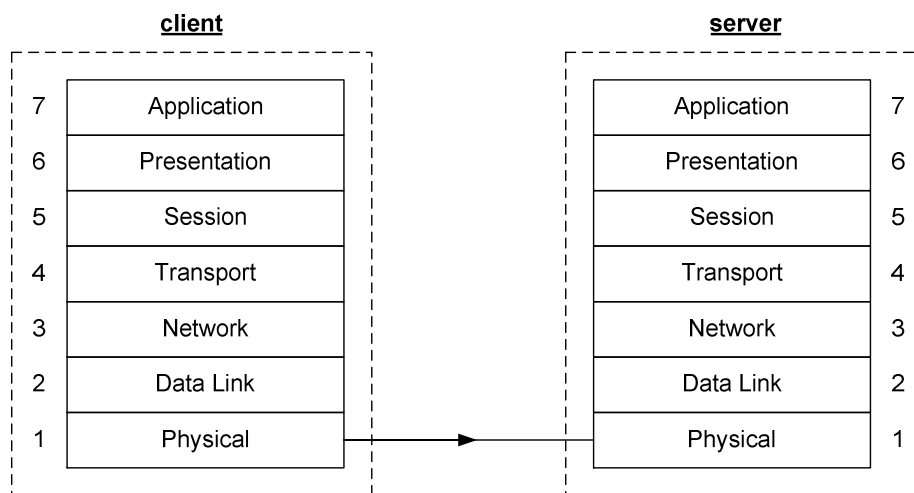 client server
7 Application Application 7
6 Presentation Presentation 6
5 Session Session 5
4 Transport Transport 4
3 Network Network 3
2 Data Link Data Link 2
1 Physical Physical 1